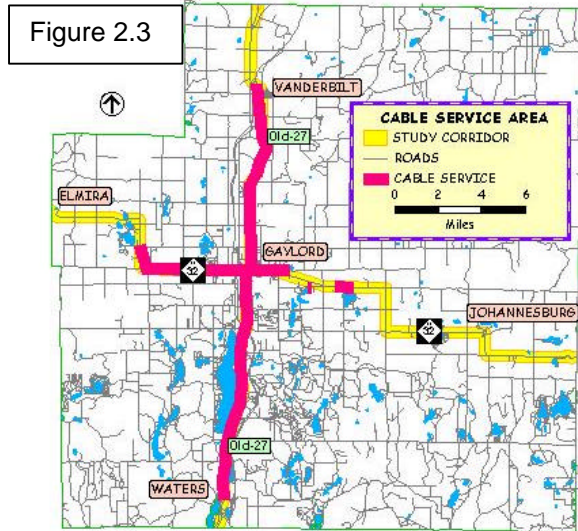 Figure 2.3
VANDERBILT
Old-27
CABLE SERVICE AREA
STUDY CORRIDOR
ROADS
CABLE SERVICE
0 2 4 6
Miles
ELMIRA
GAYLORD
32
JOHANNESBURG
32
Old-27
WATERS